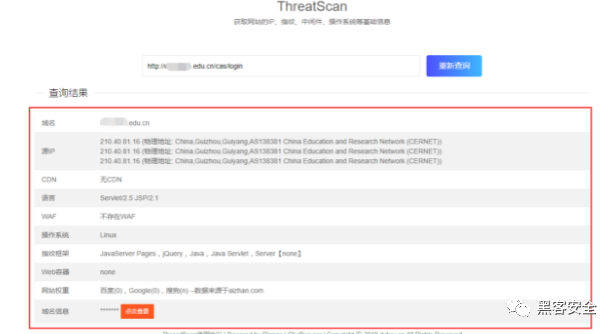 ThreatScan
获取网站的IP、指纹、中间件、操作系统等基础信息
.edu.cn/cas/login
重新查询
查询结果
域名 edu.cn
210.40.81.16 (物理地址: China,Guizhou,Guiyang,AS138381 China Education and Research Network (CERNET))
源IP 210.40.81.16 (物理地址: China,Guizhou,Guiyang,AS138381 China Education and Research Network (CERNET))
210.40.81.16 (物理地址: China,Guizhou,Guiyang,AS138381 China Education and Research Network (CERNET))
CDN 无CDN
语言 Servlet/2.5 JSP/2.1
WAF 不存在WAF
操作系统 Linux
指纹框架 JavaServer Pages，jQuery，Java，Java Servlet，Server【none】
Web容器 none
网站权重 百度(0)，Google(0)，搜狗(n) --数据来源于aizhan.com
域名信息 ******* 点击查看
黑客安全